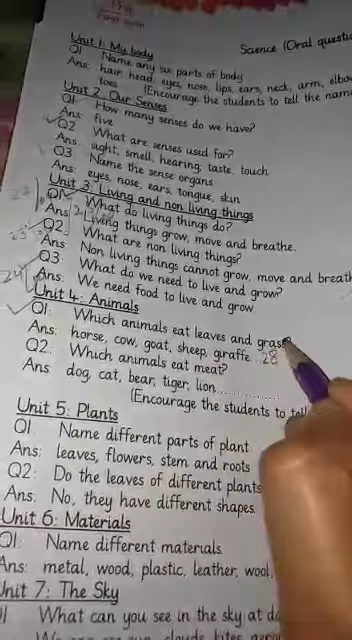 First term
Science (Oral questi
Unit 1: My body
Q1 Name any six parts of body
Ans: hair, head, eyes, nose, lips, ears, neck, arm, elbow
toes (Encourage the students to tell the nam
Unit 2: Our Senses
Q1: How many senses do we have?
Ans: five
Q2 What are senses used for?
Ans: sight, smell, hearing, taste, touch
Q3 Name the sense organs
Ans: eyes, nose, ears, tongue, skin
Unit 3: Living and non living things
Q1 What do living things do?
Ans: Living things grow, move and breathe.
Q2: What are non living things?
Ans: Non living things cannot grow, move and breath
Q3: What do we need to live and grow?
Ans: We need food to live and grow
Unit 4: Animals
Q1: Which animals eat leaves and grass?
Ans: horse, cow, goat, sheep, giraffe... 28
Q2: Which animals eat meat?
Ans dog, cat, bear, tiger, lion............
(Encourage the students to tell
Unit 5: Plants
Q1 Name different parts of plant
Ans: leaves, flowers, stem and roots
Q2: Do the leaves of different plants
Ans: No, they have different shapes.
Unit 6: Materials
Q1: Name different materials
Ans: metal, wood, plastic, leather, wool,
Unit 7: The Sky
What can you see in the sky at da